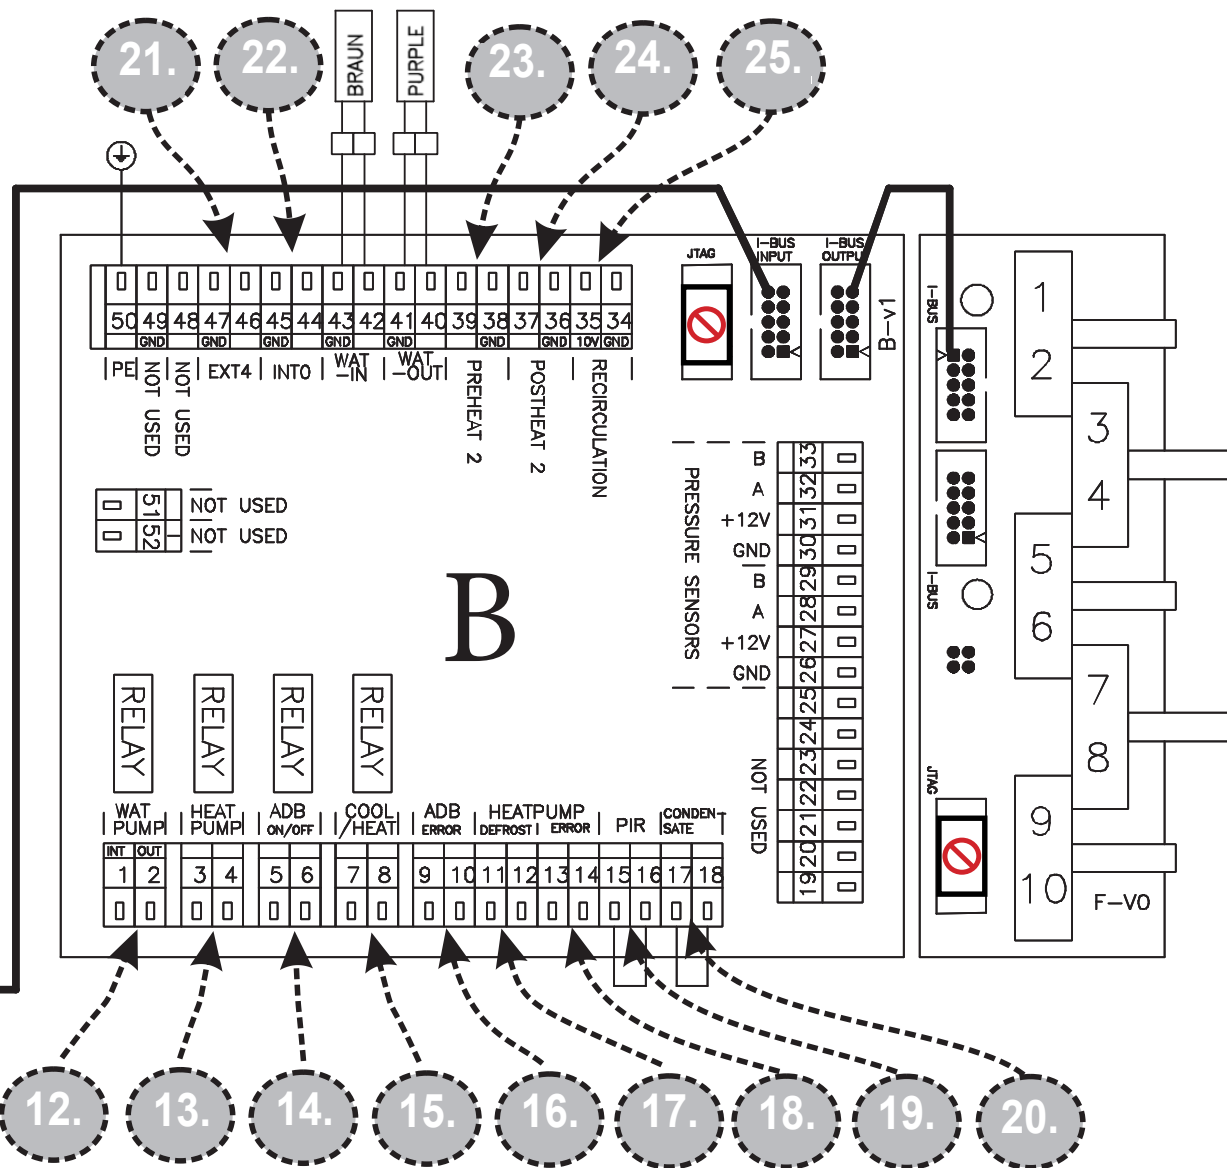 21.
22.
BRAUN
PURPLE
23.
24.
25.
JTAG
I-BUS
INPUT
I-BUS
OUTPUT
B-v1
50 49 48 47 46 45 44 43 42 41 40 39 38 37 36 35 34
GND GND GND GND GND GND GND 10V GND
PE
NOT USED
NOT USED
EXT4
INT0
WAT
-IN
WAT
-OUT
PREHEAT 2
POSTHEAT 2
RECIRCULATION
51 NOT USED
52 NOT USED
B
PRESSURE SENSORS
B 33
A 32
+12V 31
GND 30
B 29
A 28
+12V 27
GND 26
25
24
23
22
21
20
19
NOT USED
RELAY
RELAY
RELAY
RELAY
WAT
PUMP
HEAT
PUMP
ADB
ON/OFF
COOL
/HEAT
ADB
ERROR
HEATPUMP
DEFROST
ERROR
PIR
CONDEN-
SATE
INT OUT
1 2 3 4 5 6 7 8 9 10 11 12 13 14 15 16 17 18
I-BUS
I-BUS
JTAG
1
2
3
4
5
6
7
8
9
10
F-V0
12.
13.
14.
15.
16.
17.
18.
19.
20.